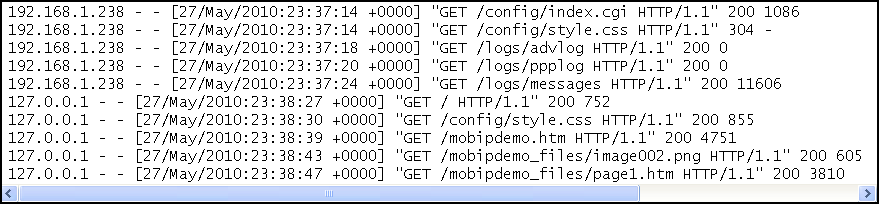 192.168.1.238 - - [27/May/2010:23:37:14 +0000] "GET /config/index.cgi HTTP/1.1" 200 1086
192.168.1.238 - - [27/May/2010:23:37:14 +0000] "GET /config/style.css HTTP/1.1" 304 -
192.168.1.238 - - [27/May/2010:23:37:18 +0000] "GET /logs/advlog HTTP/1.1" 200 0
192.168.1.238 - - [27/May/2010:23:37:20 +0000] "GET /logs/ppplog HTTP/1.1" 200 0
192.168.1.238 - - [27/May/2010:23:37:24 +0000] "GET /logs/messages HTTP/1.1" 200 11606
127.0.0.1 - - [27/May/2010:23:38:27 +0000] "GET / HTTP/1.1" 200 752
127.0.0.1 - - [27/May/2010:23:38:30 +0000] "GET /config/style.css HTTP/1.1" 200 855
127.0.0.1 - - [27/May/2010:23:38:39 +0000] "GET /mobipdemo.htm HTTP/1.1" 200 4751
127.0.0.1 - - [27/May/2010:23:38:43 +0000] "GET /mobipdemo_files/image002.png HTTP/1.1" 200 605
127.0.0.1 - - [27/May/2010:23:38:47 +0000] "GET /mobipdemo_files/page1.htm HTTP/1.1" 200 3810